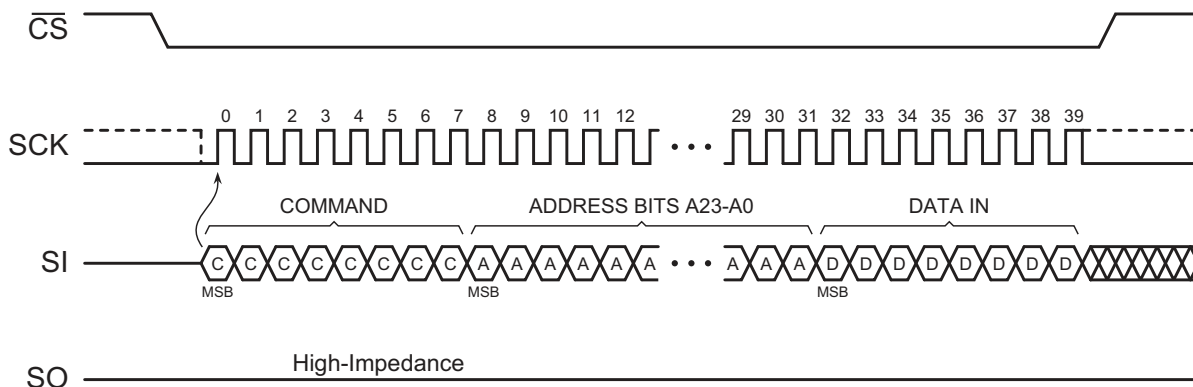 CS
0 1 2 3 4 5 6 7 8 9 10 11 12 29 30 31 32 33 34 35 36 37 38 39
SCK
COMMAND ADDRESS BITS A23-A0 DATA IN
SI C C C C C C C C A A A A A A • • • A A A D D D D D D D D
MSB MSB MSB
High-Impedance
SO